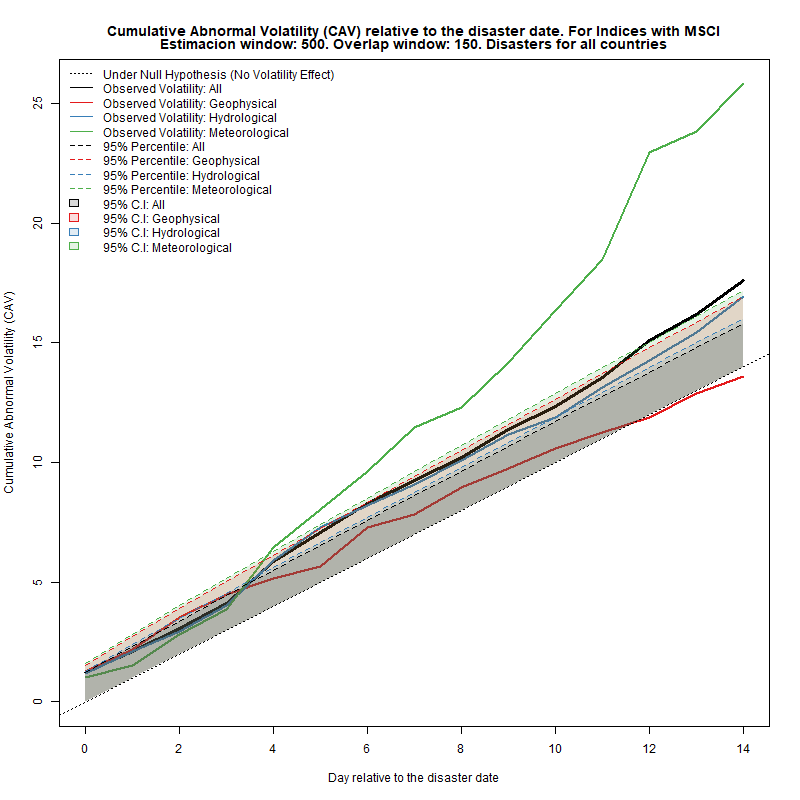 Cumulative Abnormal Volatility (CAV) relative to the disaster date. For Indices with MSCI
Estimacion window: 500. Overlap window: 150. Disasters for all countries
Under Null Hypothesis (No Volatility Effect)
Observed Volatility: All
Observed Volatility: Geophysical
Observed Volatility: Hydrological
Observed Volatility: Meteorological
95% Percentile: All
95% Percentile: Geophysical
95% Percentile: Hydrological
95% Percentile: Meteorological
95% C.I: All
95% C.I: Geophysical
95% C.I: Hydrological
95% C.I: Meteorological
Cumulative Abnormal Volatility (CAV)
25
20
15
10
5
0
0 2 4 6 8 10 12 14
Day relative to the disaster date